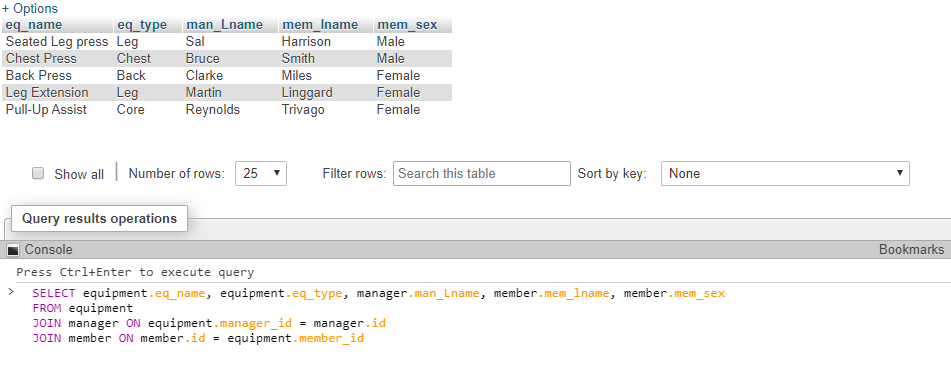 + Options
eq_name eq_type man_Lname mem_lname mem_sex
Seated Leg press Leg Sal Harrison Male
Chest Press Chest Bruce Smith Male
Back Press Back Clarke Miles Female
Leg Extension Leg Martin Linggard Female
Pull-Up Assist Core Reynolds Trivago Female
Show all Number of rows: 25 Filter rows: Search this table Sort by key: None
Query results operations
Console Bookmarks
Press Ctrl+Enter to execute query
> SELECT equipment.eq_name, equipment.eq_type, manager.man_Lname, member.mem_lname, member.mem_sex
FROM equipment
JOIN manager ON equipment.manager_id = manager.id
JOIN member ON member.id = equipment.member_id